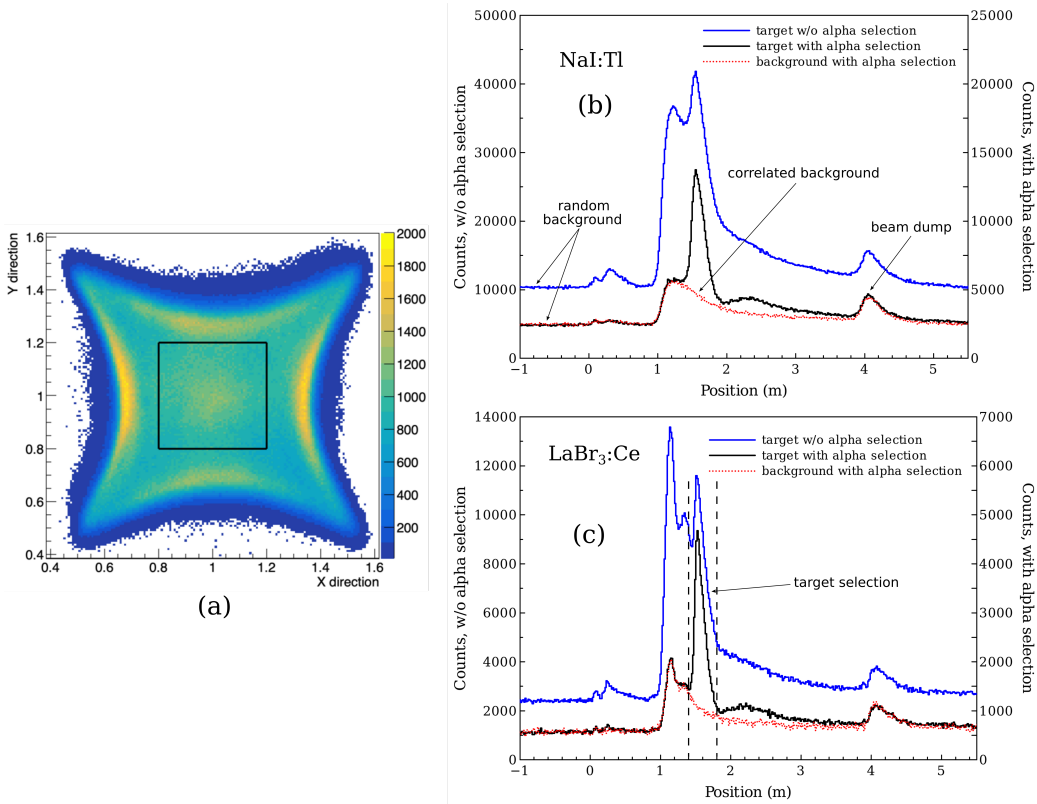 Y direction
1.6
1.4
1.2
1
0.8
0.6
0.4
0.4 0.6 0.8 1 1.2 1.4 1.6
X direction
2000
1800
1600
1400
1200
1000
800
600
400
200
(a)
Counts, w/o alpha selection
50000
40000
30000
20000
10000
0
NaI:Tl
(b)
target w/o alpha selection
target with alpha selection
background with alpha selection
correlated background
random
background
beam dump
25000
20000
15000
10000
5000
0
Counts, with alpha selection
−1 0 1 2 3 4 5
Position (m)
Counts, w/o alpha selection
14000
12000
10000
8000
6000
4000
2000
0
LaBr₃:Ce
(c)
target w/o alpha selection
target with alpha selection
background with alpha selection
target selection
7000
6000
5000
4000
3000
2000
1000
0
Counts, with alpha selection
−1 0 1 2 3 4 5
Position (m)